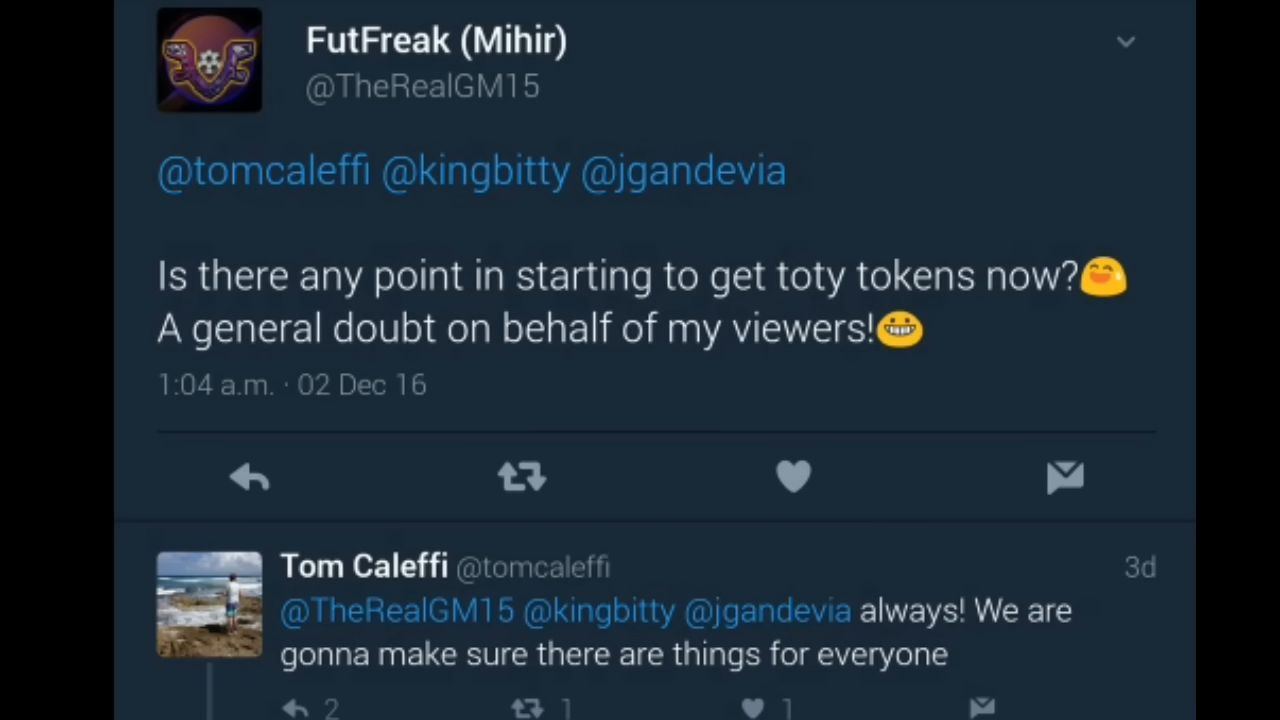 FutFreak (Mihir)
@TheRealGM15
@tomcaleffi @kingbitty @jgandevia
Is there any point in starting to get toty tokens now?😄
A general doubt on behalf of my viewers!😁
1:04 a.m. · 02 Dec 16
Tom Caleffi @tomcaleffi 3d
@TheRealGM15 @kingbitty @jgandevia always! We are
gonna make sure there are things for everyone
2 1 1